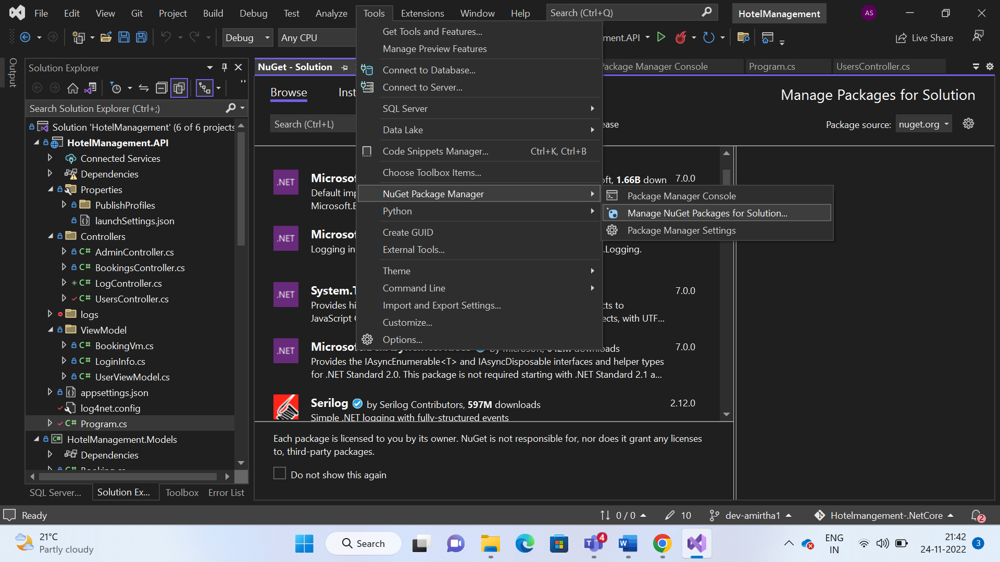 File Edit View Git Project Build Debug Test Analyze Tools Extensions Window Help Search (Ctrl+Q) HotelManagement AS
Debug Any CPU ment.API Live Share
Output
Solution Explorer
Search Solution Explorer (Ctrl+;)
Solution 'HotelManagement' (6 of 6 projects
HotelManagement.API
Connected Services
Dependencies
Properties
PublishProfiles
launchSettings.json
Controllers
C# AdminController.cs
C# BookingsController.cs
C# LogController.cs
C# UsersController.cs
logs
ViewModel
C# BookingVm.cs
C# LoginInfo.cs
C# UserViewModel.cs
appsettings.json
log4net.config
C# Program.cs
C# HotelManagement.Models
Dependencies
SQL Server... Solution Ex... Toolbox Error List
NuGet - Solution Package Manager Console Program.cs UsersController.cs
Browse Inst
Manage Packages for Solution
Search (Ctrl+L) ease
Package source: nuget.org
Get Tools and Features...
Manage Preview Features
Connect to Database...
Connect to Server...
SQL Server
Data Lake
Code Snippets Manager... Ctrl+K, Ctrl+B
Choose Toolbox Items...
NuGet Package Manager
Python
Create GUID
External Tools...
Theme
Command Line
Import and Export Settings...
Customize...
Options...
Package Manager Console
Manage NuGet Packages for Solution...
Package Manager Settings
.NET Microsof oft, 1.66B down 7.0.0
Default imp
Microsoft.E
.NET Microsof
Logging in .Logging.
.NET System.T 7.0.0
Provides hi cts to
JavaScript ects, with UTF...
.NET Microsof by Microsoft, downloads 7.0.0
Provides the IAsyncEnumerable<T> and IAsyncDisposable interfaces and helper types
for .NET Standard 2.0. This package is not required starting with .NET Standard 2.1 a...
Serilog by Serilog Contributors, 597M downloads 2.12.0
Simple .NET logging with fully-structured events
Each package is licensed to you by its owner. NuGet is not responsible for, nor does it grant any licenses
to, third-party packages.
Do not show this again
Ready 0 / 0 10 dev-amirtha1 Hotelmangement-.NetCore 2
21°C
Partly cloudy
Search
4
ENG
IN
21:42
24-11-2022
3